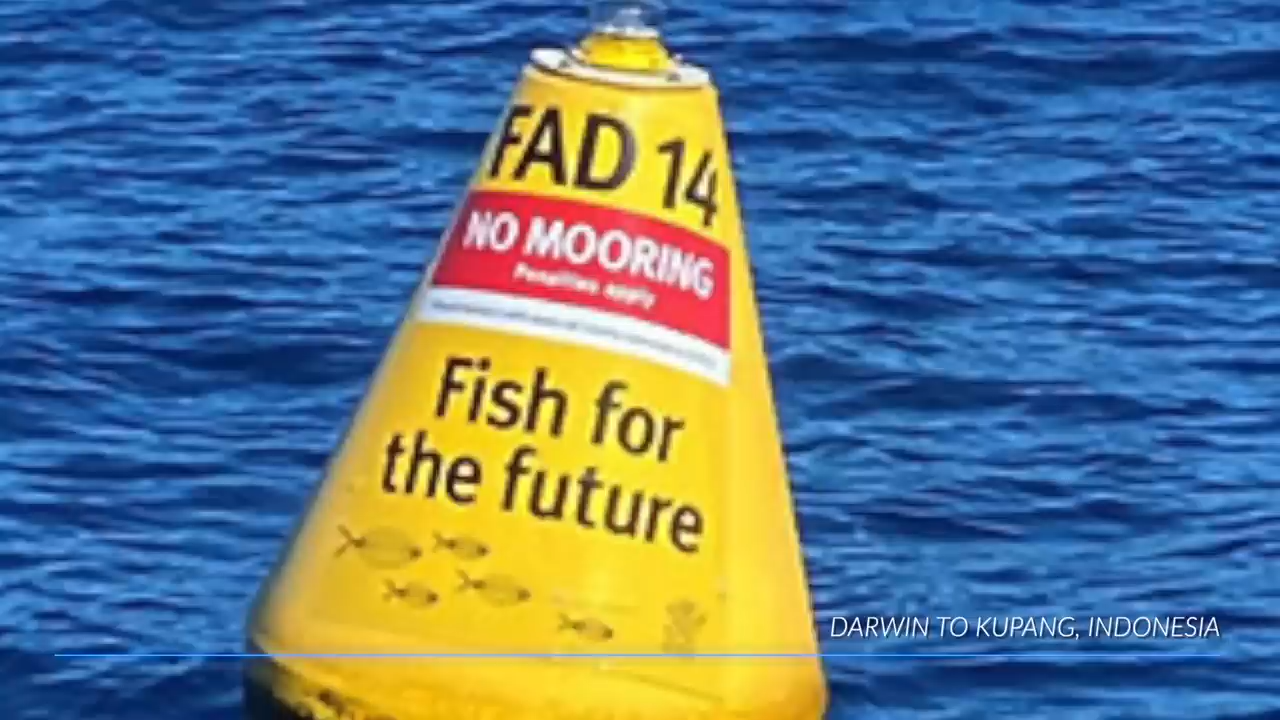 FAD 14
NO MOORING
Penalties apply
Fish for
the future
DARWIN TO KUPANG, INDONESIA